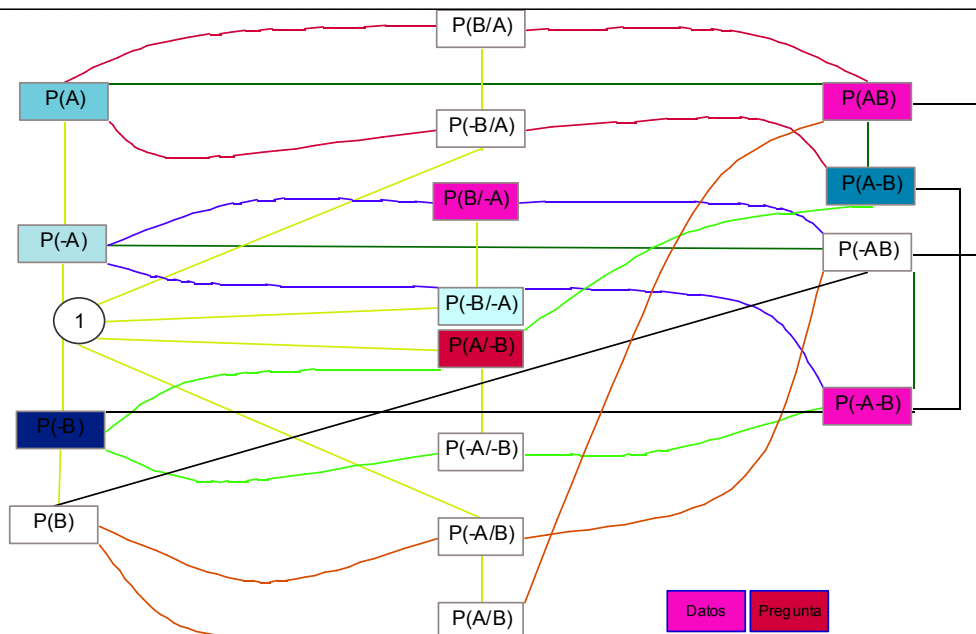 P(B/A)
P(A)
P(AB)
P(-B/A)
P(A-B)
P(B/-A)
P(-A)
P(-AB)
P(-B/-A)
1
P(A/-B)
P(-B)
P(-A-B)
P(-A/-B)
P(B)
P(-A/B)
P(A/B)
Datos
Pregunta